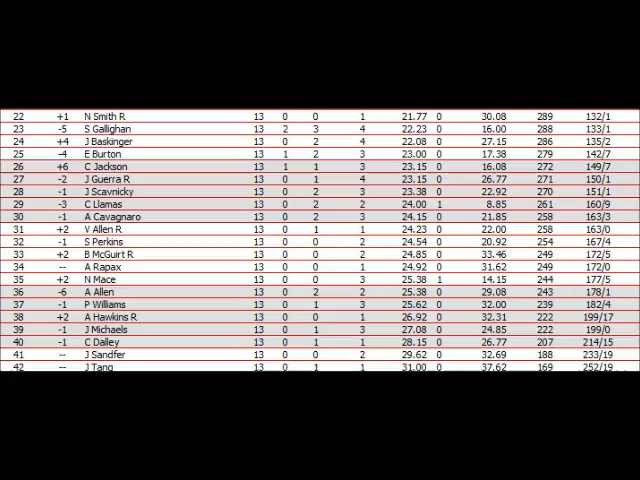 22 +1 N Smith R 13 0 0 1 21.77 0 30.08 289 132/1
23 -5 S Gallighan 13 2 3 4 22.23 0 16.00 288 133/1
24 +4 J Baskinger 13 0 2 4 22.08 0 27.15 286 135/2
25 -4 E Burton 13 1 2 3 23.00 0 17.38 279 142/7
26 +6 C Jackson 13 1 1 3 23.15 0 16.08 272 149/7
27 -2 J Guerra R 13 0 1 4 23.15 0 26.77 271 150/1
28 -1 J Scavnicky 13 0 2 3 23.38 0 22.92 270 151/1
29 -3 C Llamas 13 0 2 2 24.00 1 8.85 261 160/9
30 -1 A Cavagnaro 13 0 2 3 24.15 0 21.85 258 163/3
31 +2 V Allen R 13 0 1 1 24.23 0 22.00 258 163/0
32 -1 S Perkins 13 0 0 2 24.54 0 20.92 254 167/4
33 +2 B McGuirt R 13 0 0 2 24.85 0 33.46 249 172/5
34 -- A Rapax 13 0 0 1 24.92 0 31.62 249 172/0
35 +2 N Mace 13 0 0 2 25.38 1 14.15 244 177/5
36 -6 A Allen 13 0 2 2 25.38 0 29.08 243 178/1
37 -1 P Williams 13 0 1 3 25.62 0 32.00 239 182/4
38 +2 A Hawkins R 13 0 0 1 26.92 0 32.31 222 199/17
39 -1 J Michaels 13 0 1 3 27.08 0 24.85 222 199/0
40 -1 C Dalley 13 0 1 1 28.15 0 26.77 207 214/15
41 -- J Sandfer 13 0 0 2 29.62 0 32.69 188 233/19
42 -- J Tang 13 0 1 1 31.00 0 37.62 169 252/19